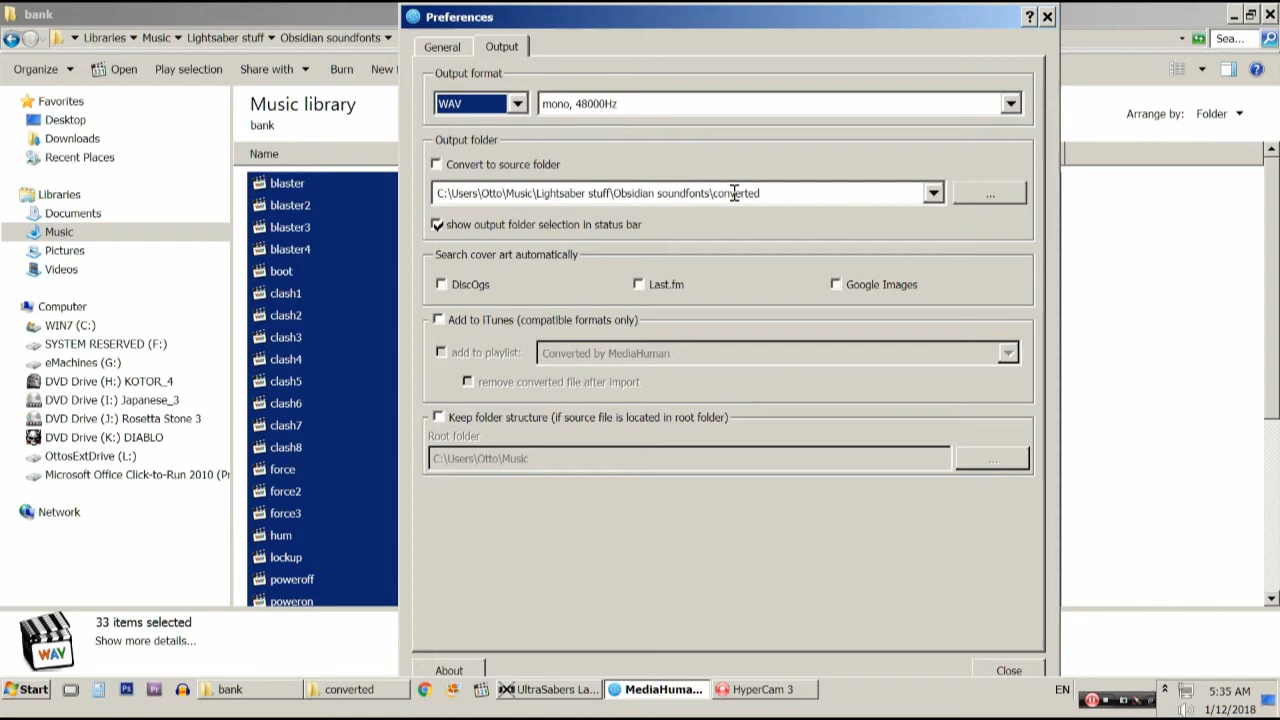 bank
Preferences
Libraries Music Lightsaber stuff Obsidian soundfonts
Sea...
General Output
Organize Open Play selection Share with Burn New
Favorites
Desktop
Downloads
Recent Places
Libraries
Documents
Music
Pictures
Videos
Computer
WIN7 (C:)
SYSTEM RESERVED (F:)
eMachines (G:)
DVD Drive (H:) KOTOR_4
DVD Drive (I:) Japanese_3
DVD Drive (J:) Rosetta Stone 3
DVD Drive (K:) DIABLO
OttosExtDrive (L:)
Microsoft Office Click-to-Run 2010 (Pr
Network
Music library
bank
Arrange by: Folder
Name
blaster
blaster2
blaster3
blaster4
boot
clash1
clash2
clash3
clash4
clash5
clash6
clash7
clash8
force
force2
force3
hum
lockup
poweroff
poweron
Output format
WAV mono, 48000Hz
Output folder
Convert to source folder
C:\Users\Otto\Music\Lightsaber stuff\Obsidian soundfonts\converted
...
show output folder selection in status bar
Search cover art automatically
DiscOgs Last.fm Google Images
Add to iTunes (compatible formats only)
add to playlist: Converted by MediaHuman
remove converted file after import
Keep folder structure (if source file is located in root folder)
Root folder
C:\Users\Otto\Music ...
About Close
WAV
33 items selected
Show more details...
Start Ps Pr bank converted UltraSabers La... MediaHuma... HyperCam 3 EN 5:35 AM
1/12/2018